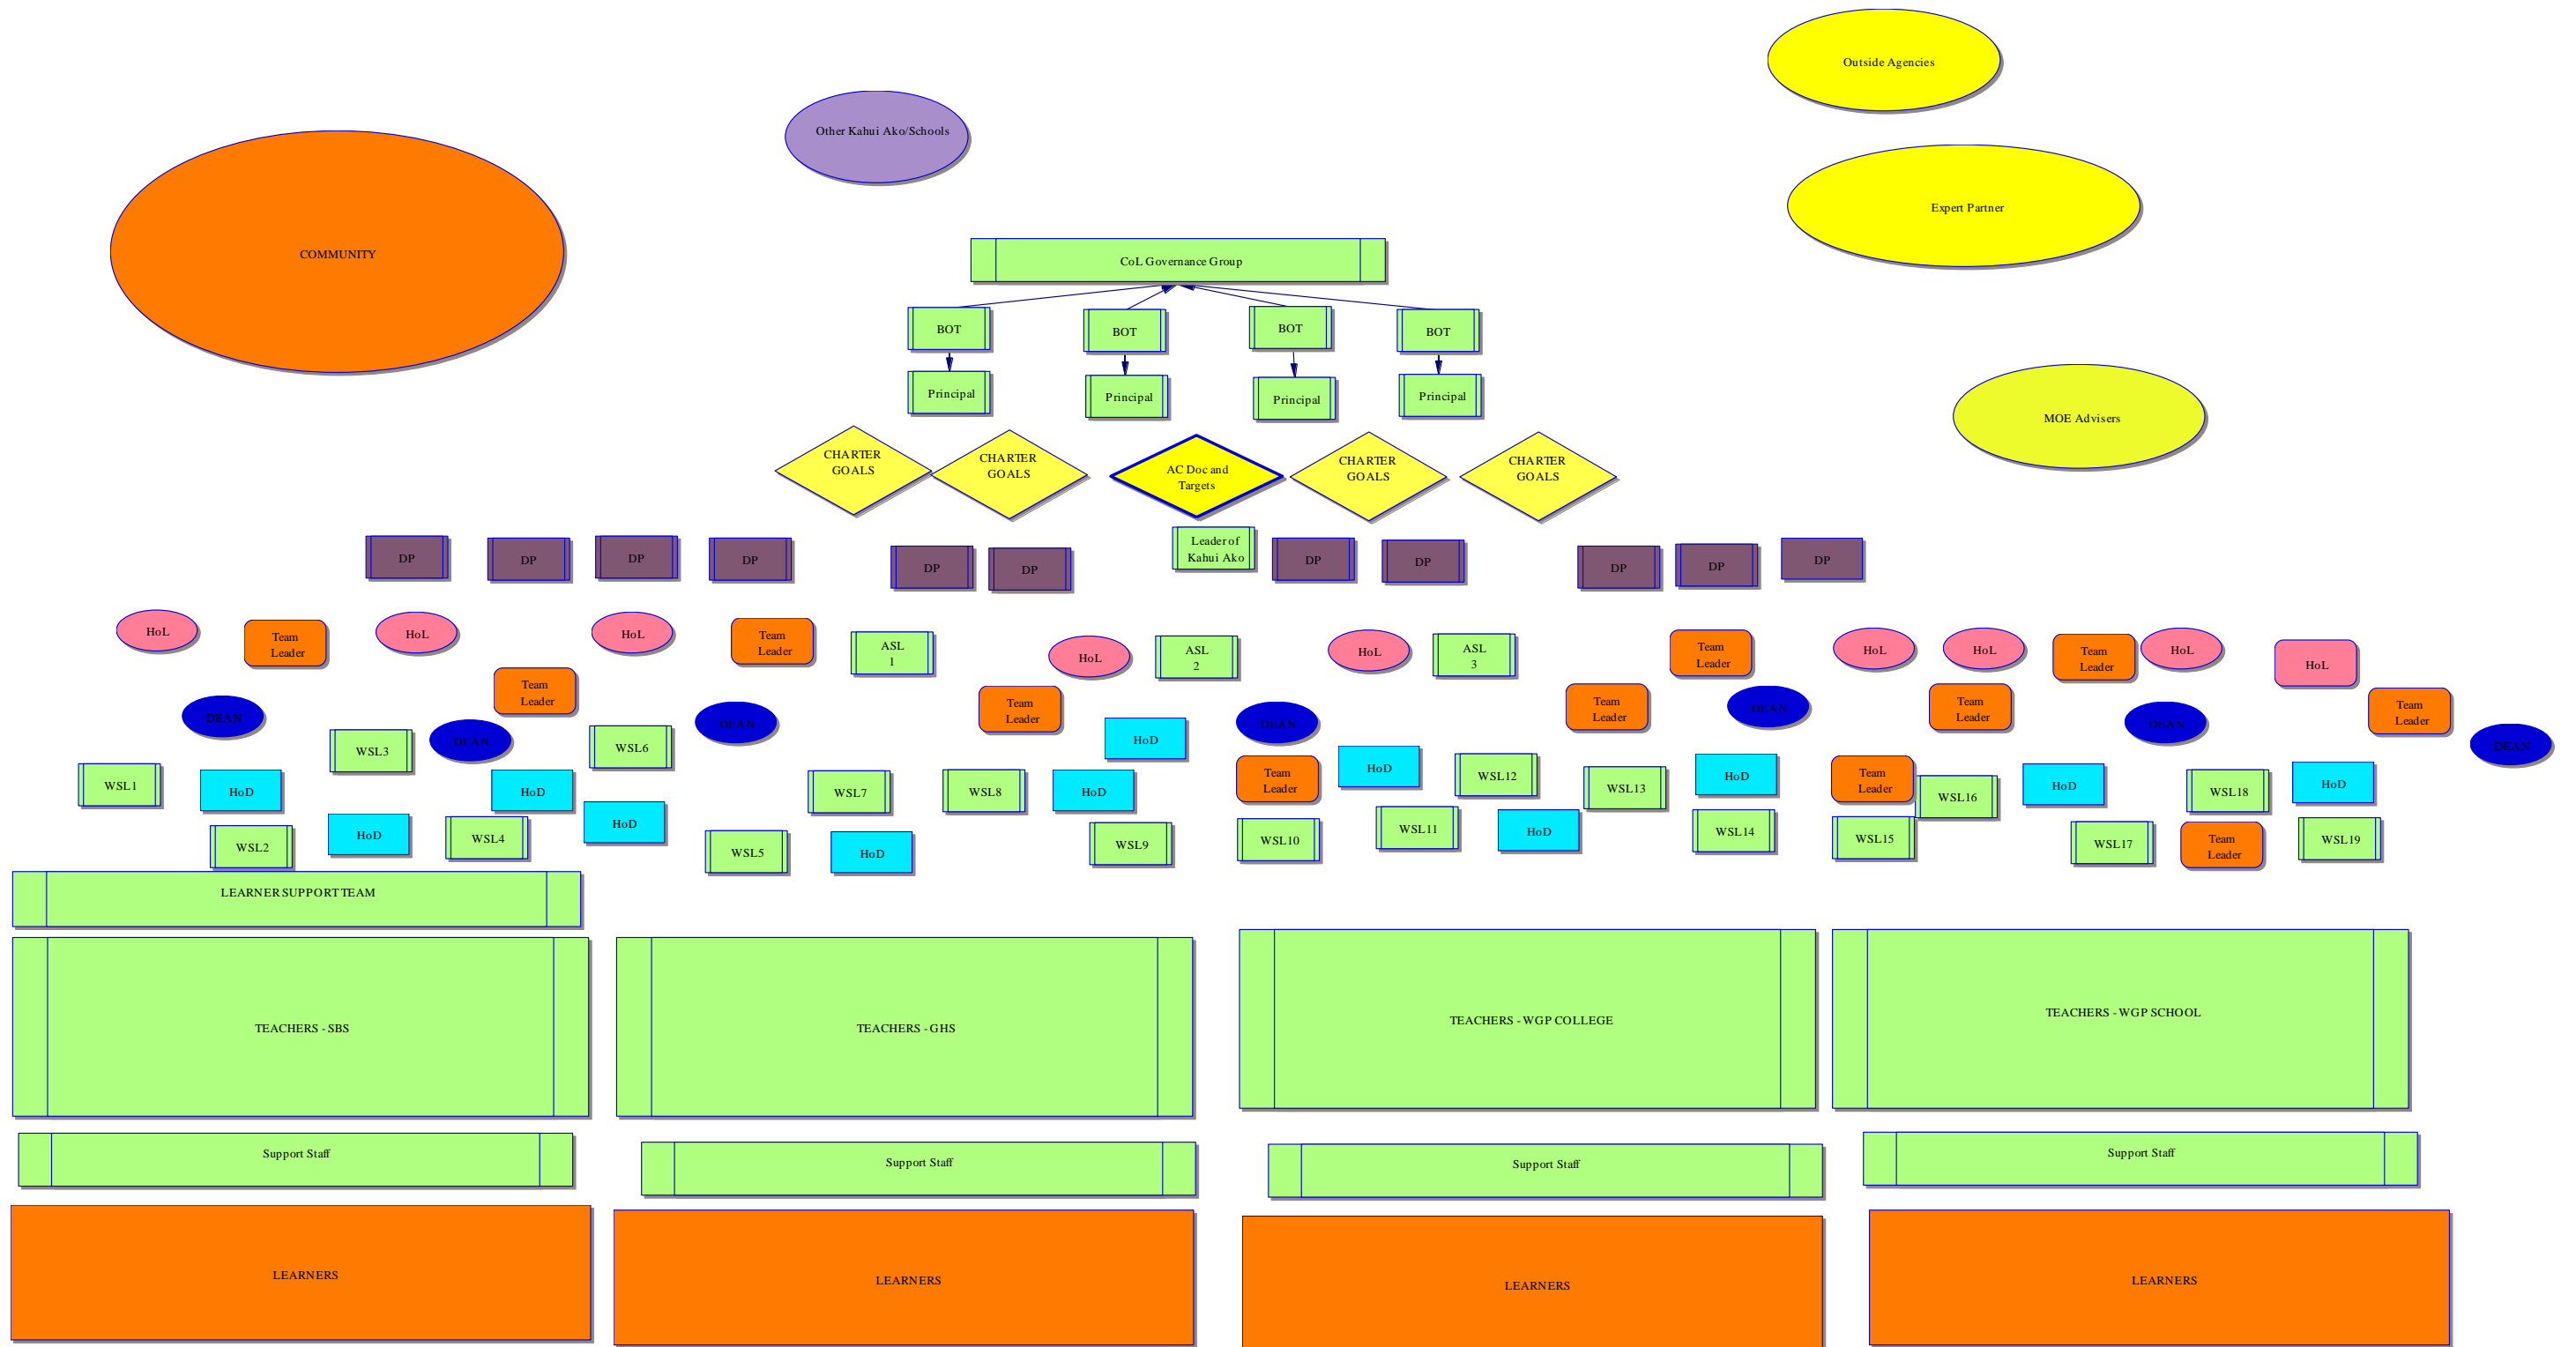 Outside Agencies
Other Kahui Ako/Schools
Expert Partner
COMMUNITY
CoL Governance Group
BOT
BOT
BOT
BOT
Principal
Principal
Principal
Principal
MOE Advisers
CHARTER
GOALS
CHARTER
GOALS
AC Doc and
Targets
CHARTER
GOALS
CHARTER
GOALS
DP
DP
DP
DP
DP
DP
Leader of
Kahui Ako
DP
DP
DP
DP
DP
HoL
Team
Leader
HoL
HoL
Team
Leader
ASL
1
HoL
ASL
2
HoL
ASL
3
Team
Leader
HoL
HoL
Team
Leader
HoL
HoL
Team
Leader
Team
Leader
Team
Leader
Team
Leader
Team
Leader
DEAN
DEAN
DEAN
DEAN
DEAN
DEAN
DEAN
WSL3
WSL6
HoD
WSL1
HoD
HoD
WSL7
WSL8
HoD
Team
Leader
HoD
WSL12
WSL13
HoD
Team
Leader
WSL16
HoD
WSL18
HoD
WSL2
HoD
WSL4
HoD
WSL5
HoD
WSL9
WSL10
WSL11
HoD
WSL14
WSL15
WSL17
Team
Leader
WSL19
LEARNER SUPPORT TEAM
TEACHERS - SBS
TEACHERS - GHS
TEACHERS - WGP COLLEGE
TEACHERS - WGP SCHOOL
Support Staff
Support Staff
Support Staff
Support Staff
LEARNERS
LEARNERS
LEARNERS
LEARNERS